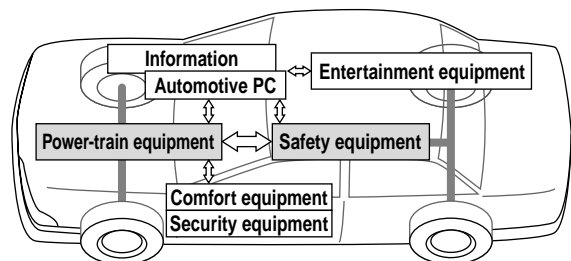 Information
Automotive PC
Entertainment equipment
Power-train equipment
Safety equipment
Comfort equipment
Security equipment